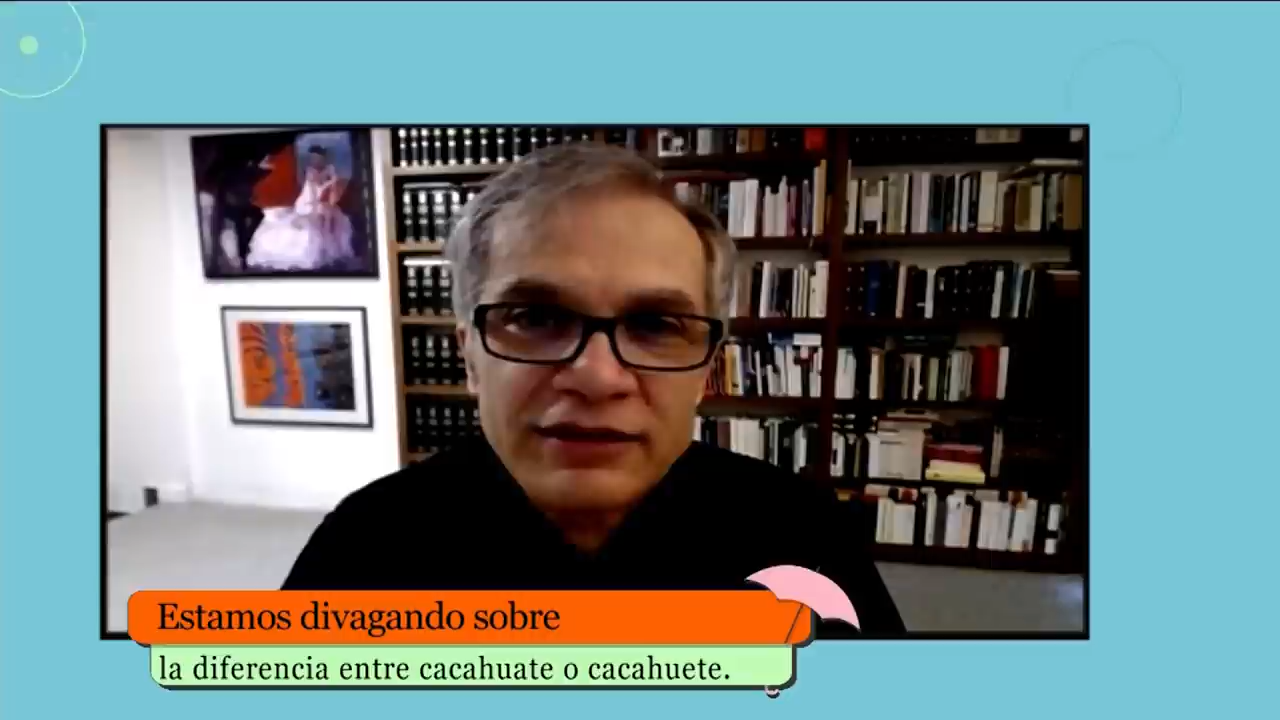 Estamos divagando sobre
la diferencia entre cacahuate o cacahuete.